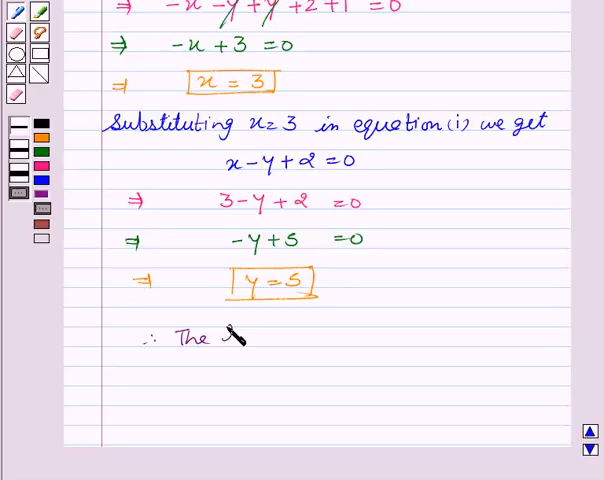 ⇒ -x - y + y + 2 + 1 = 0
⇒ -x + 3 = 0
⇒ x = 3
Substituting x = 3 in equation (i) we get
x - y + 2 = 0
⇒ 3 - y + 2 = 0
⇒ -y + 5 = 0
⇒ y = 5
∴ The